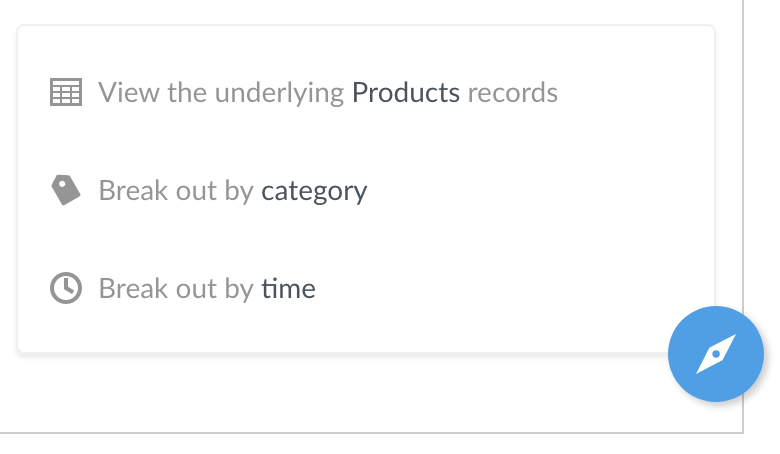 View the underlying Products records
Break out by category
Break out by time